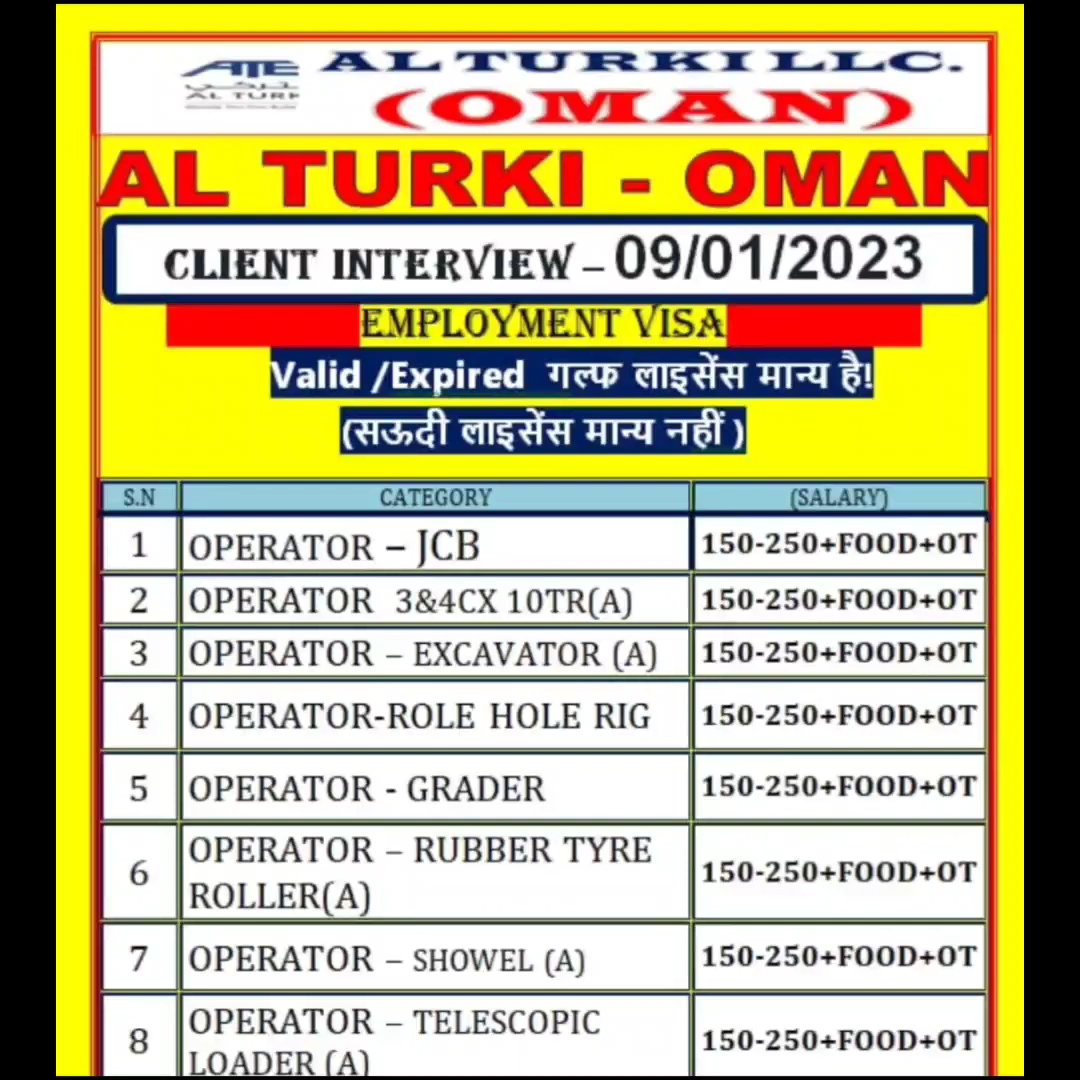 ATE
AL TURKI LLC.
AL TURK
(OMAN)
AL TURKI - OMAN
CLIENT INTERVIEW – 09/01/2023
EMPLOYMENT VISA
Valid /Expired गल्फ लाइसेंस मान्य है!
(सऊदी लाइसेंस मान्य नहीं )
S.N CATEGORY (SALARY)
1 OPERATOR – JCB 150-250+FOOD+OT
2 OPERATOR 3&4CX 10TR(A) 150-250+FOOD+OT
3 OPERATOR – EXCAVATOR (A) 150-250+FOOD+OT
4 OPERATOR-ROLE HOLE RIG 150-250+FOOD+OT
5 OPERATOR - GRADER 150-250+FOOD+OT
6 OPERATOR – RUBBER TYRE
ROLLER(A) 150-250+FOOD+OT
7 OPERATOR – SHOWEL (A) 150-250+FOOD+OT
8 OPERATOR – TELESCOPIC
LOADER (A) 150-250+FOOD+OT